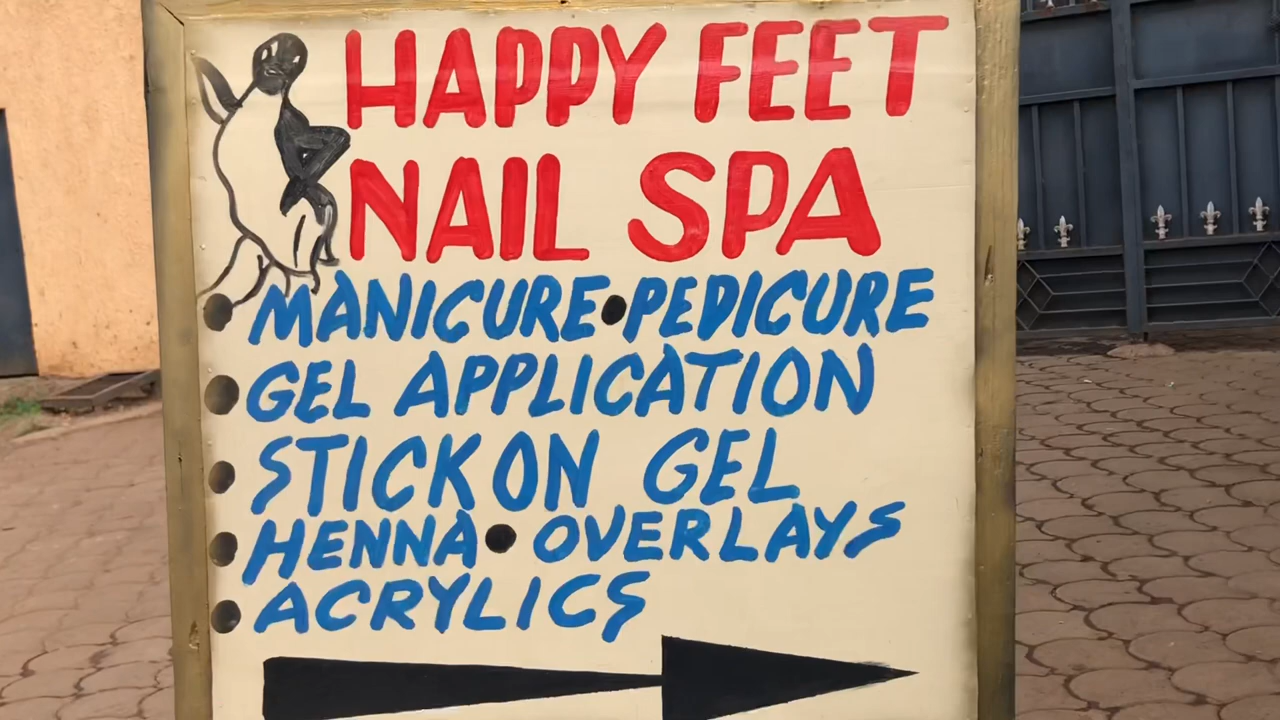 HAPPY FEET
NAIL SPA
• MANICURE • PEDICURE
• GEL APPLICATION
• STICK ON GEL
• HENNA • OVERLAYS
• ACRYLICS